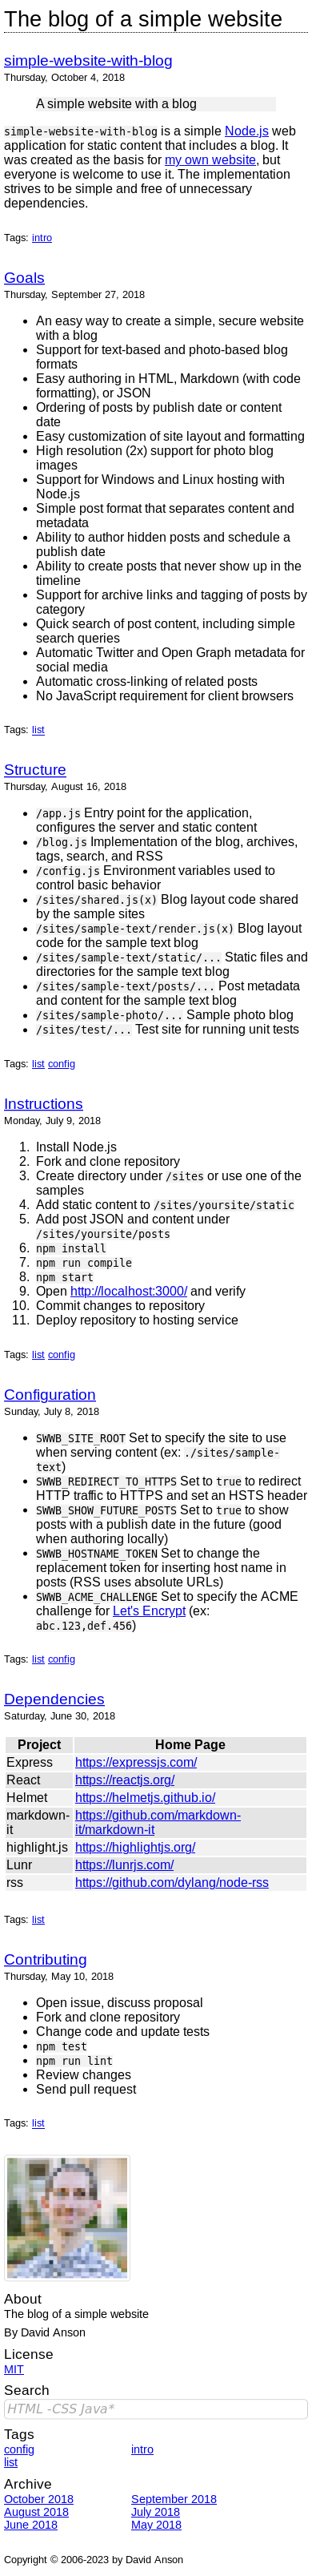 The blog of a simple website
simple-website-with-blog
Thursday, October 4, 2018
A simple website with a blog
simple-website-with-blog is a simple Node.js web
application for static content that includes a blog. It
was created as the basis for my own website, but
everyone is welcome to use it. The implementation
strives to be simple and free of unnecessary
dependencies.
Tags: intro
Goals
Thursday, September 27, 2018
• An easy way to create a simple, secure website
with a blog
• Support for text-based and photo-based blog
formats
• Easy authoring in HTML, Markdown (with code
formatting), or JSON
• Ordering of posts by publish date or content
date
• Easy customization of site layout and formatting
• High resolution (2x) support for photo blog
images
• Support for Windows and Linux hosting with
Node.js
• Simple post format that separates content and
metadata
• Ability to author hidden posts and schedule a
publish date
• Ability to create posts that never show up in the
timeline
• Support for archive links and tagging of posts by
category
• Quick search of post content, including simple
search queries
• Automatic Twitter and Open Graph metadata for
social media
• Automatic cross-linking of related posts
• No JavaScript requirement for client browsers
Tags: list
Structure
Thursday, August 16, 2018
• /app.js Entry point for the application,
configures the server and static content
• /blog.js Implementation of the blog, archives,
tags, search, and RSS
• /config.js Environment variables used to
control basic behavior
• /sites/shared.js(x) Blog layout code shared
by the sample sites
• /sites/sample-text/render.js(x) Blog layout
code for the sample text blog
• /sites/sample-text/static/... Static files and
directories for the sample text blog
• /sites/sample-text/posts/... Post metadata
and content for the sample text blog
• /sites/sample-photo/... Sample photo blog
• /sites/test/... Test site for running unit tests
Tags: list config
Instructions
Monday, July 9, 2018
1. Install Node.js
2. Fork and clone repository
3. Create directory under /sites or use one of the
samples
4. Add static content to /sites/yoursite/static
5. Add post JSON and content under
/sites/yoursite/posts
6. npm install
7. npm run compile
8. npm start
9. Open http://localhost:3000/ and verify
10. Commit changes to repository
11. Deploy repository to hosting service
Tags: list config
Configuration
Sunday, July 8, 2018
• SWWB_SITE_ROOT Set to specify the site to use
when serving content (ex: ./sites/sample-
text)
• SWWB_REDIRECT_TO_HTTPS Set to true to redirect
HTTP traffic to HTTPS and set an HSTS header
• SWWB_SHOW_FUTURE_POSTS Set to true to show
posts with a publish date in the future (good
when authoring locally)
• SWWB_HOSTNAME_TOKEN Set to change the
replacement token for inserting host name in
posts (RSS uses absolute URLs)
• SWWB_ACME_CHALLENGE Set to specify the ACME
challenge for Let's Encrypt (ex:
abc.123,def.456)
Tags: list config
Dependencies
Saturday, June 30, 2018
Project Home Page
Express https://expressjs.com/
React https://reactjs.org/
Helmet https://helmetjs.github.io/
markdown- https://github.com/markdown-
it it/markdown-it
highlight.js https://highlightjs.org/
Lunr https://lunrjs.com/
rss https://github.com/dylang/node-rss
Tags: list
Contributing
Thursday, May 10, 2018
• Open issue, discuss proposal
• Fork and clone repository
• Change code and update tests
• npm test
• npm run lint
• Review changes
• Send pull request
Tags: list
About
The blog of a simple website
By David Anson
License
MIT
Search
HTML -CSS Java*
Tags
config intro
list
Archive
October 2018 September 2018
August 2018 July 2018
June 2018 May 2018
Copyright © 2006-2023 by David Anson